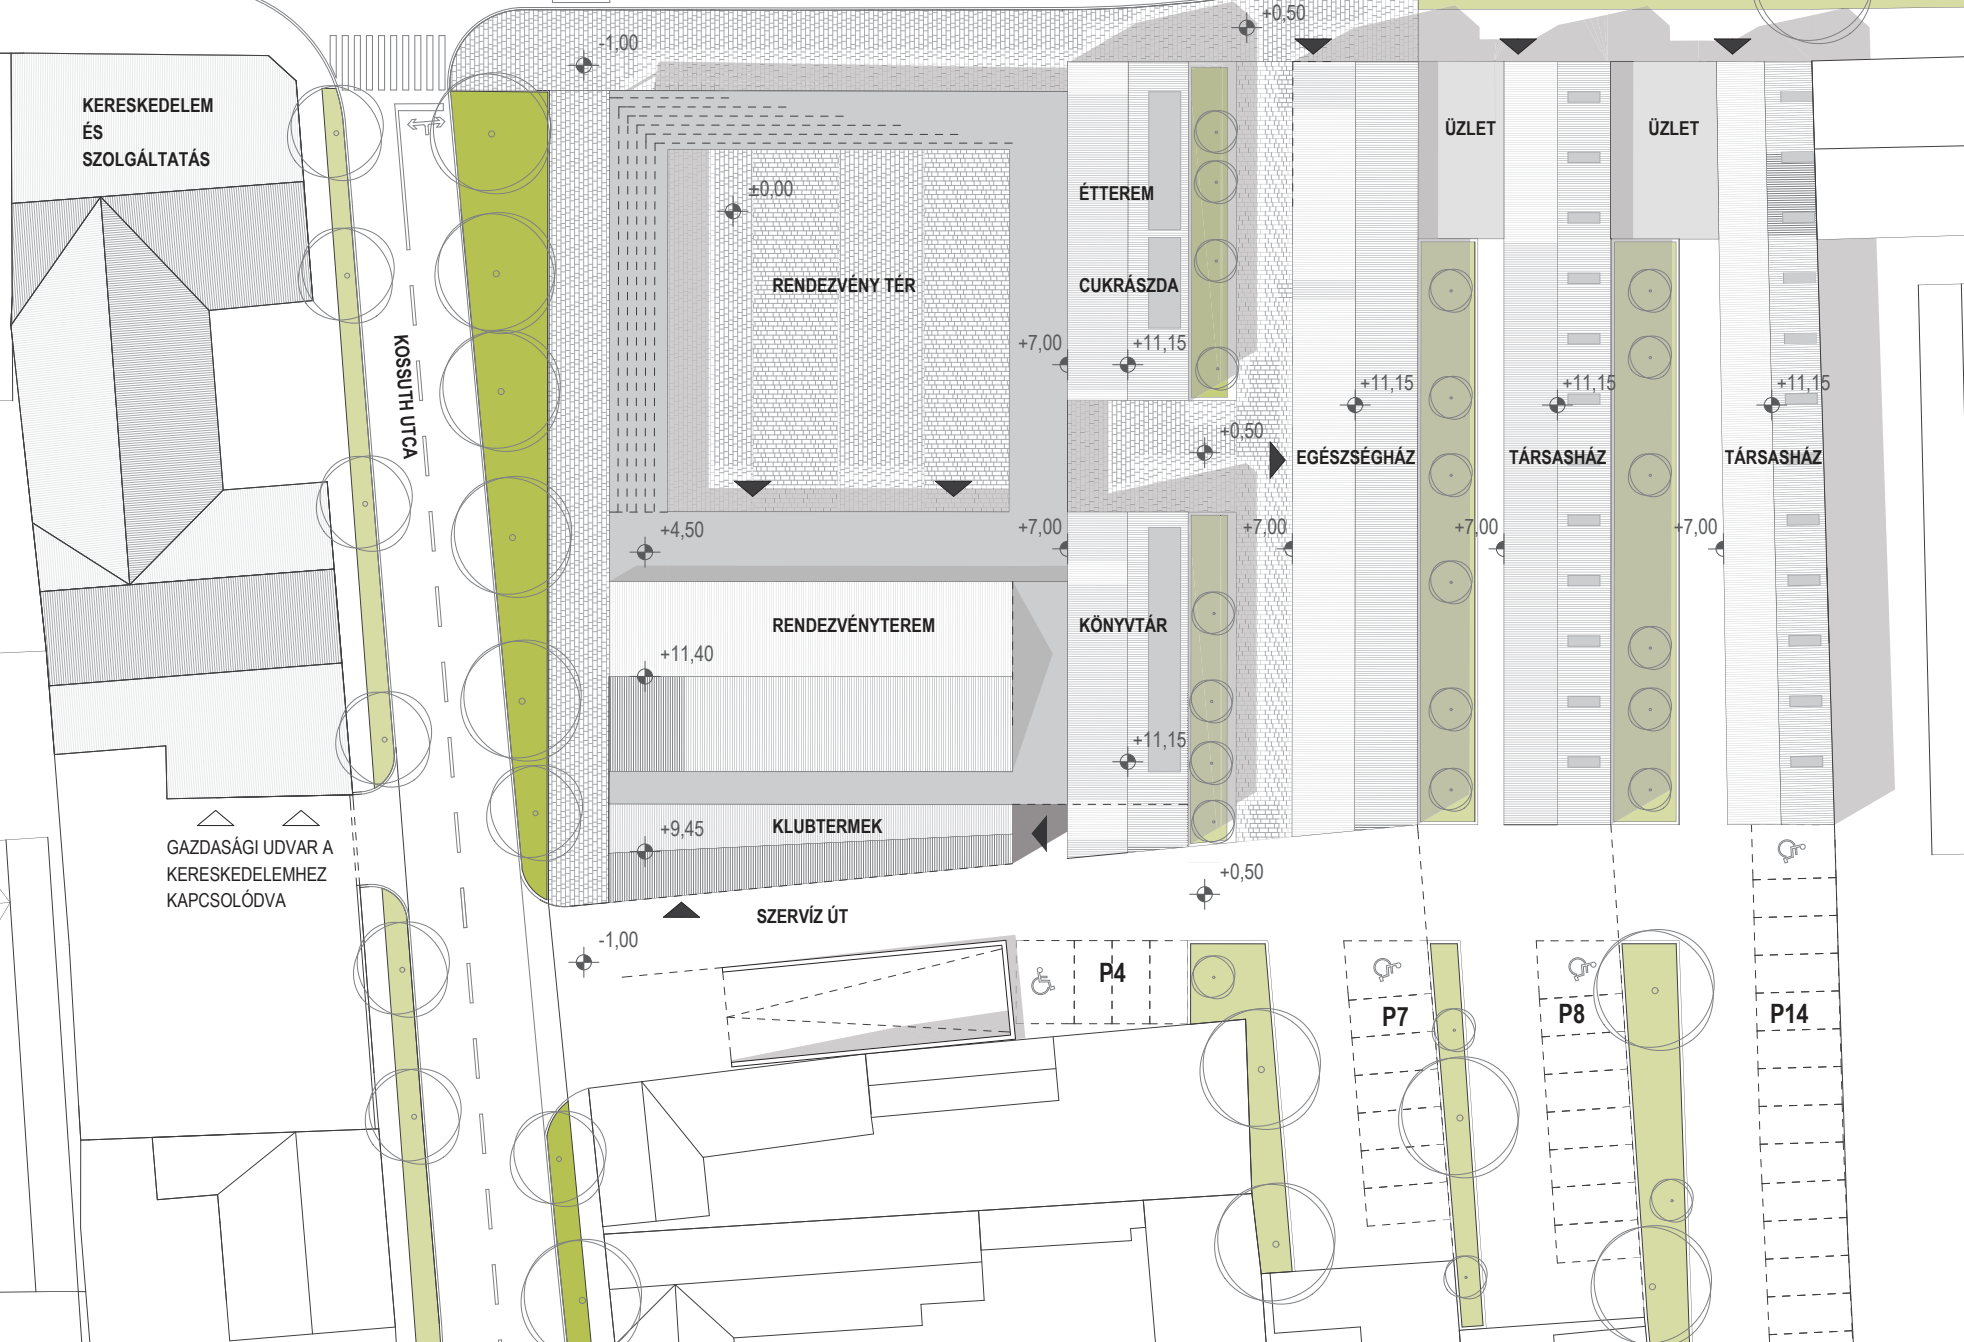 +0,50
-1,00
KERESKEDELEM
ÉS
SZOLGÁLTATÁS
ÜZLET
ÜZLET
±0,00
ÉTTEREM
RENDEZVÉNY TÉR
CUKRÁSZDA
KOSSUTH UTCA
+7,00
+11,15
+11,15
+11,15
+11,15
+0,50
EGÉSZSÉGHÁZ
TÁRSASHÁZ
TÁRSASHÁZ
+4,50
+7,00
+7,00
+7,00
+7,00
RENDEZVÉNYTEREM
KÖNYVTÁR
+11,40
+11,15
+9,45
KLUBTERMEK
GAZDASÁGI UDVAR A
KERESKEDELEMHEZ
KAPCSOLÓDVA
+0,50
SZERVÍZ ÚT
-1,00
P4
P7
P8
P14